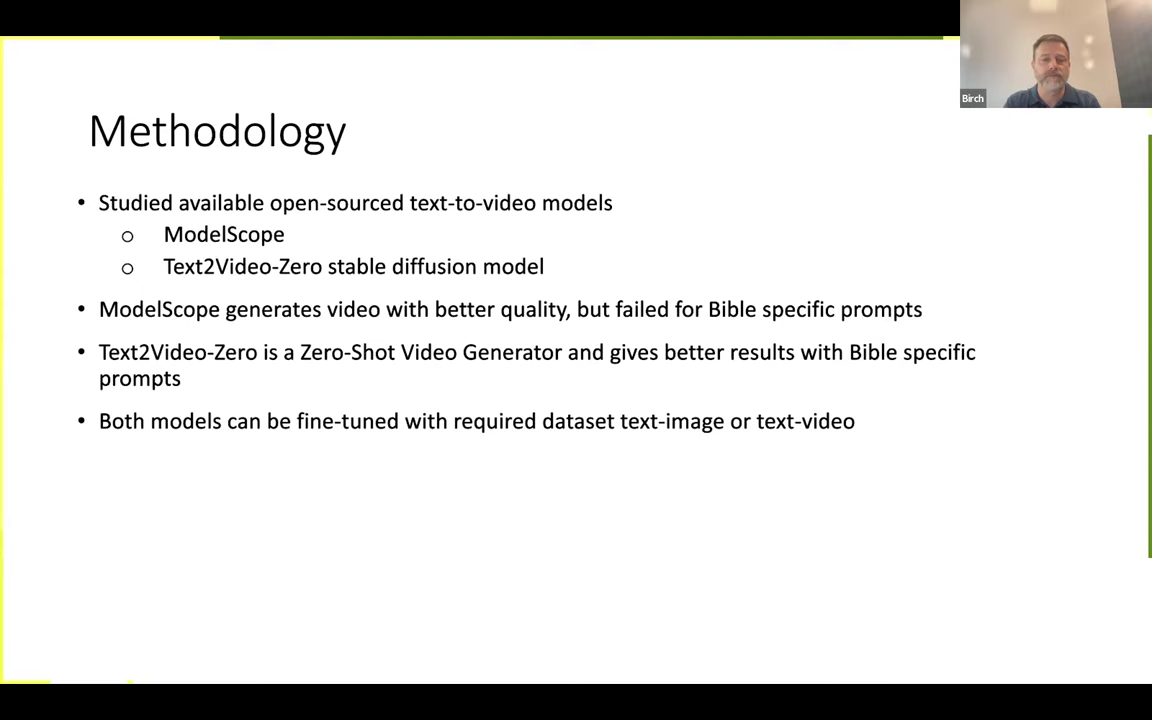 Birch
Methodology
• Studied available open-sourced text-to-video models
o ModelScope
o Text2Video-Zero stable diffusion model
• ModelScope generates video with better quality, but failed for Bible specific prompts
• Text2Video-Zero is a Zero-Shot Video Generator and gives better results with Bible specific
prompts
• Both models can be fine-tuned with required dataset text-image or text-video